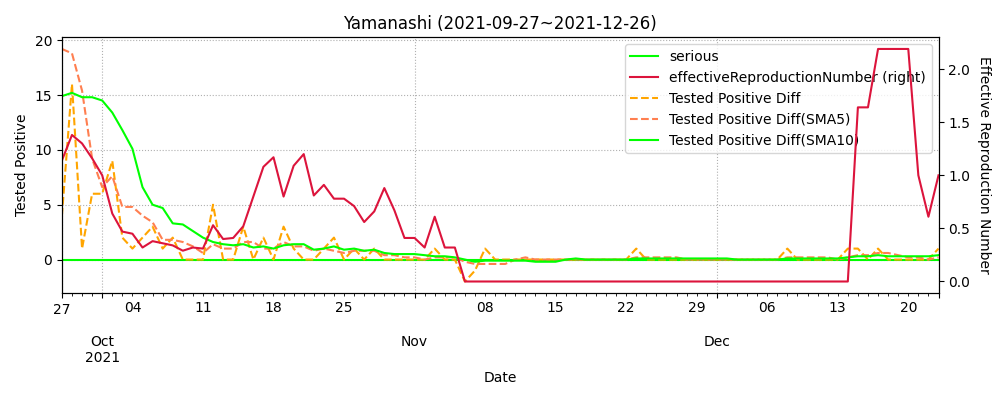 Yamanashi (2021-09-27~2021-12-26)
serious
effectiveReproductionNumber (right)
Tested Positive Diff
Tested Positive Diff(SMA5)
Tested Positive Diff(SMA10)
Tested Positive
20
15
10
5
0
Effective Reproduction Number
2.0
1.5
1.0
0.5
0.0
27 04 11 18 25 08 15 22 29 06 13 20
Oct Nov Dec
2021
Date